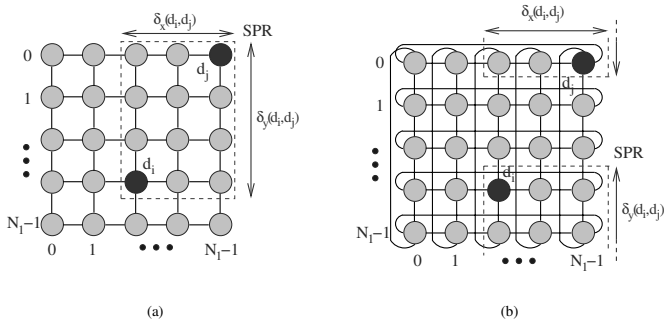 δx(di,dj)
SPR
0
dj
1
δy(di,dj)
di
N1−1
0 1 N1−1
(a)
δx(di,dj)
0
dj
1
SPR
di
δy(di,dj)
N1−1
0 1 N1−1
(b)